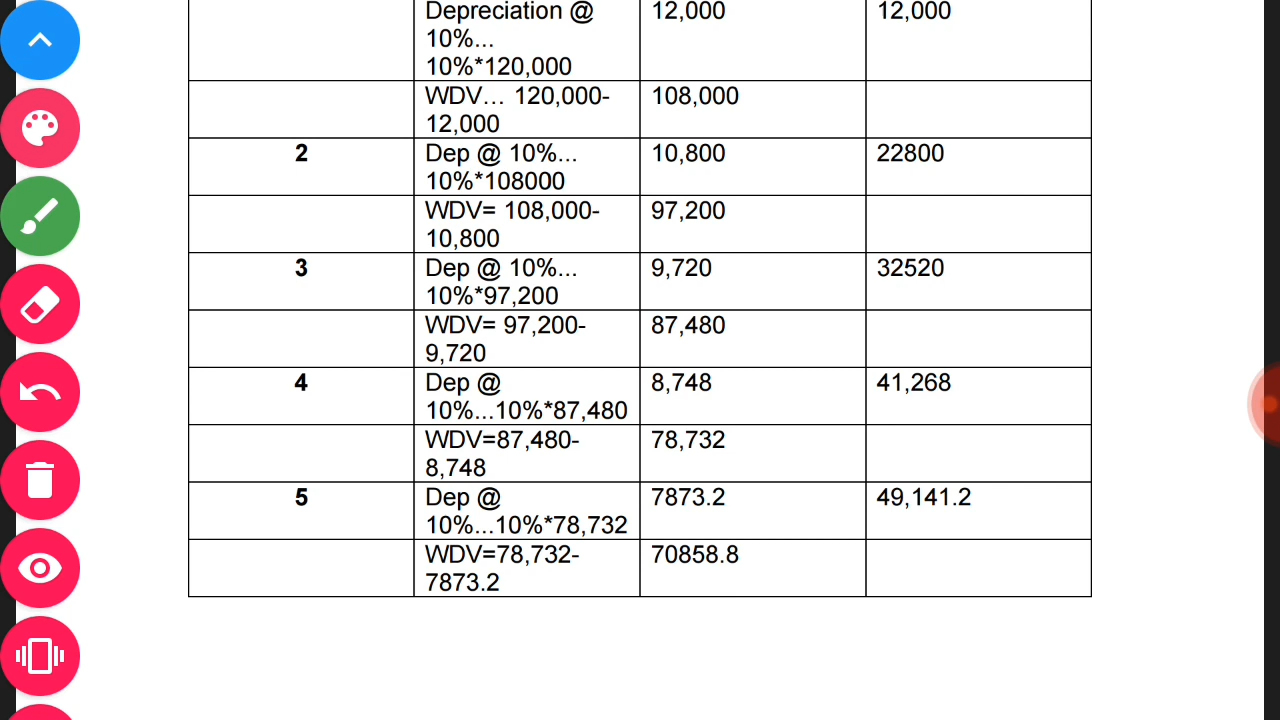 Depreciation @ 12,000 12,000
10%...
10%*120,000
WDV... 120,000- 108,000
12,000
2 Dep @ 10%... 10,800 22800
10%*108000
WDV= 108,000- 97,200
10,800
3 Dep @ 10%... 9,720 32520
10%*97,200
WDV= 97,200- 87,480
9,720
4 Dep @ 8,748 41,268
10%...10%*87,480
WDV=87,480- 78,732
8,748
5 Dep @ 7873.2 49,141.2
10%...10%*78,732
WDV=78,732- 70858.8
7873.2